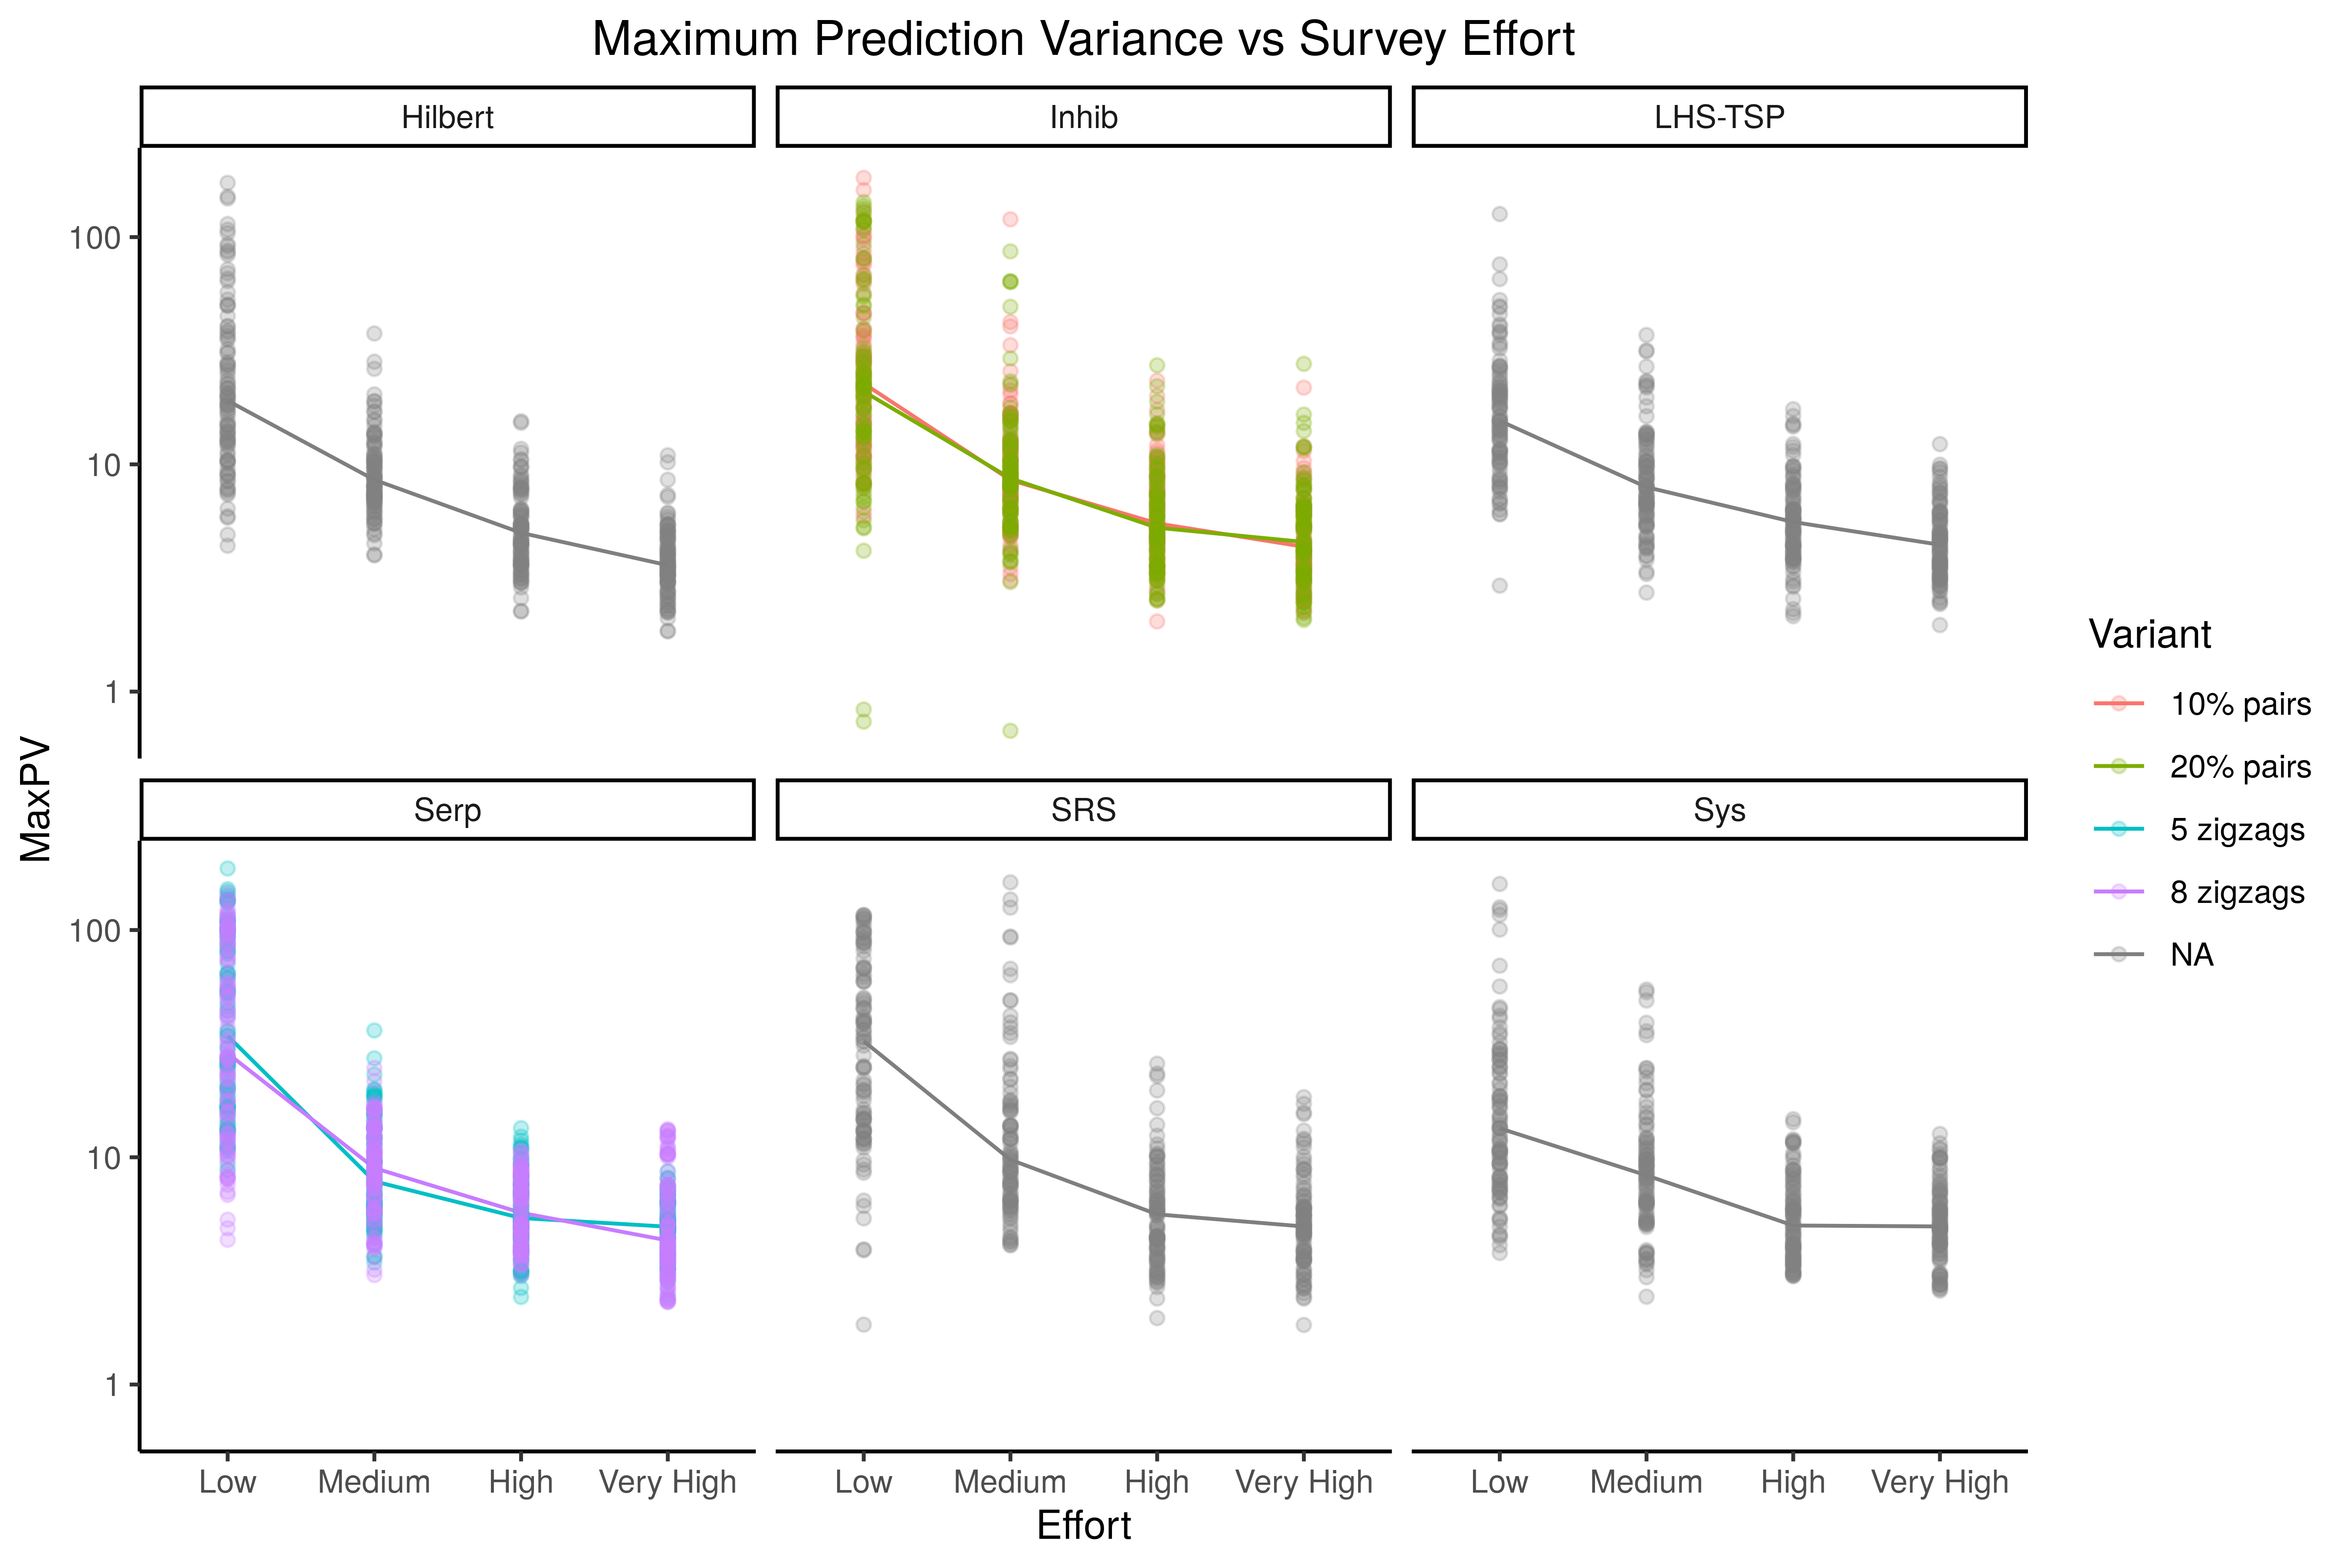 Maximum Prediction Variance vs Survey Effort
Hilbert
Inhib
LHS-TSP
100
10
1
MaxPV
Serp
SRS
Sys
100
10
1
Low
Medium
High
Very High
Low
Medium
High
Very High
Low
Medium
High
Very High
Effort
Variant
10% pairs
20% pairs
5 zigzags
8 zigzags
NA